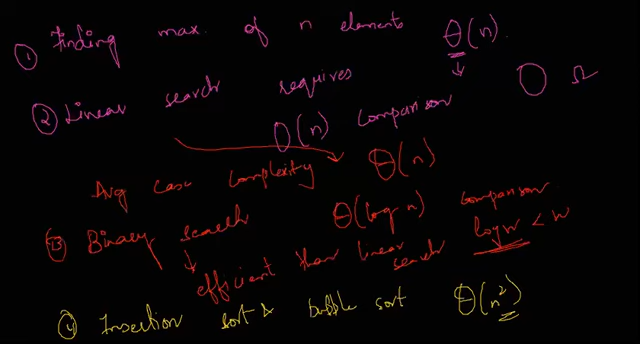 ① Finding max. of n elements θ(n).
② Linear search requires O Ω
O(n) comparison
Avg case complexity θ(n)
③ Binary search θ(log n) comparison
efficient than linear search log n < n
④ Insertion sort & bubble sort θ(n²)